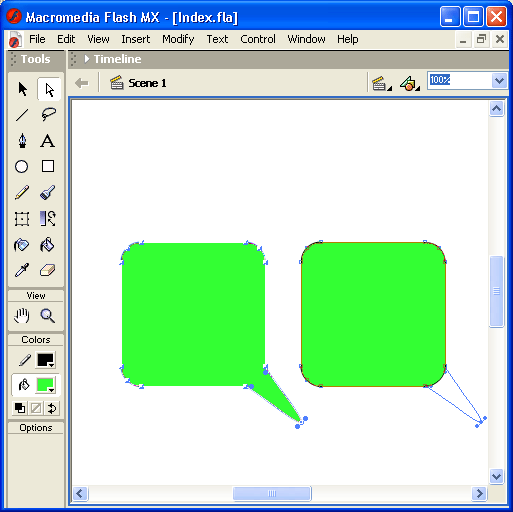 Macromedia Flash MX - [Index.fla]
File Edit View Insert Modify Text Control Window Help
Tools
Timeline
Scene 1
100%
A
View
Colors
Options